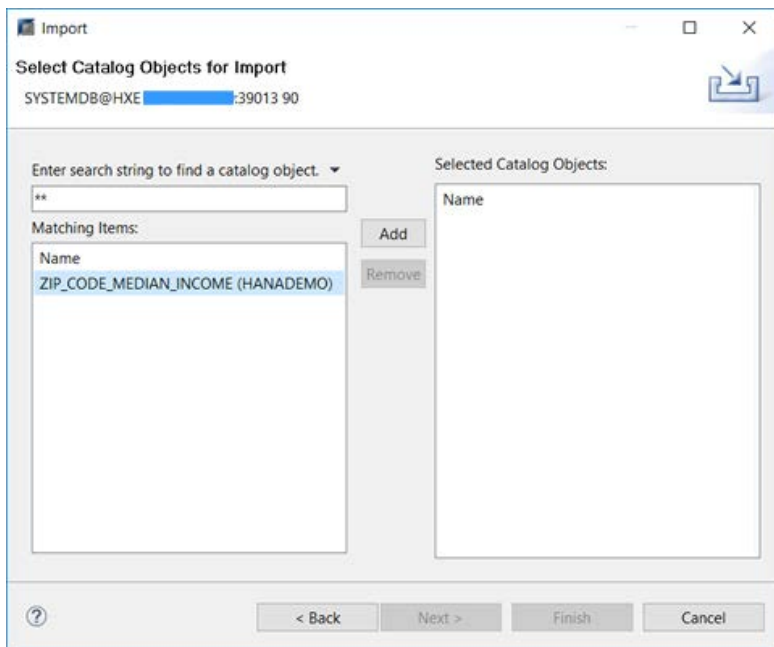 Import
Select Catalog Objects for Import
SYSTEMDB@HXE :39013 90
Enter search string to find a catalog object.
**
Matching Items:
Name
ZIP_CODE_MEDIAN_INCOME (HANADEMO)
Add
Remove
Selected Catalog Objects:
Name
?
< Back
Next >
Finish
Cancel